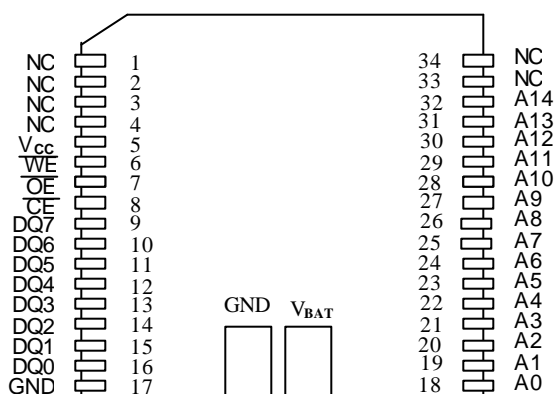 NC 1 34 NC
NC 2 33 NC
NC 3 32 A14
NC 4 31 A13
Vcc 5 30 A12
W̅E̅ 6 29 A11
O̅E̅ 7 28 A10
C̅E̅ 8 27 A9
DQ7 9 26 A8
DQ6 10 25 A7
DQ5 11 24 A6
DQ4 12 23 A5
DQ3 13 22 A4
DQ2 14 21 A3
DQ1 15 20 A2
DQ0 16 19 A1
GND 17 18 A0
GND VBAT